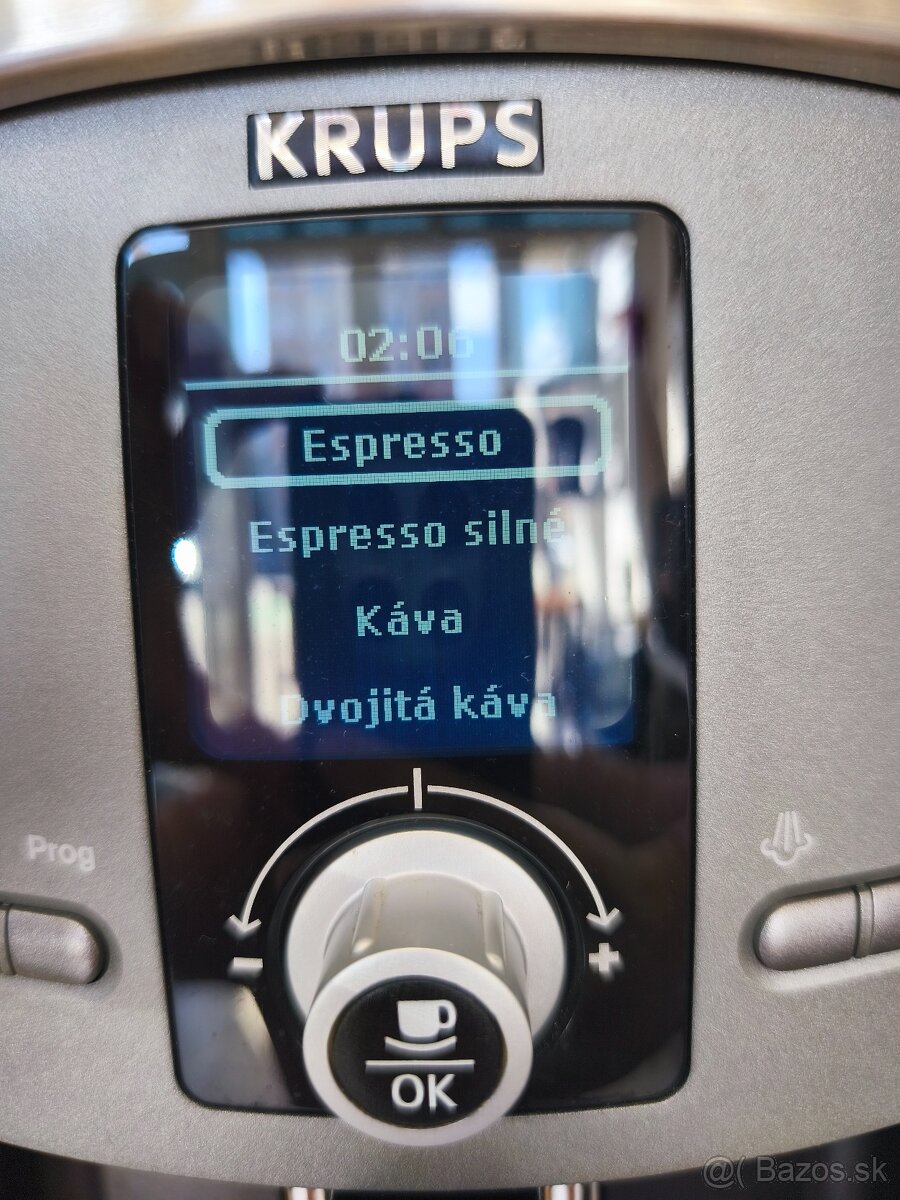 KRUPS
02:06
Espresso
Espresso silné
Káva
Dvojitá káva
Prog
- +
OK
@( Bazos.sk